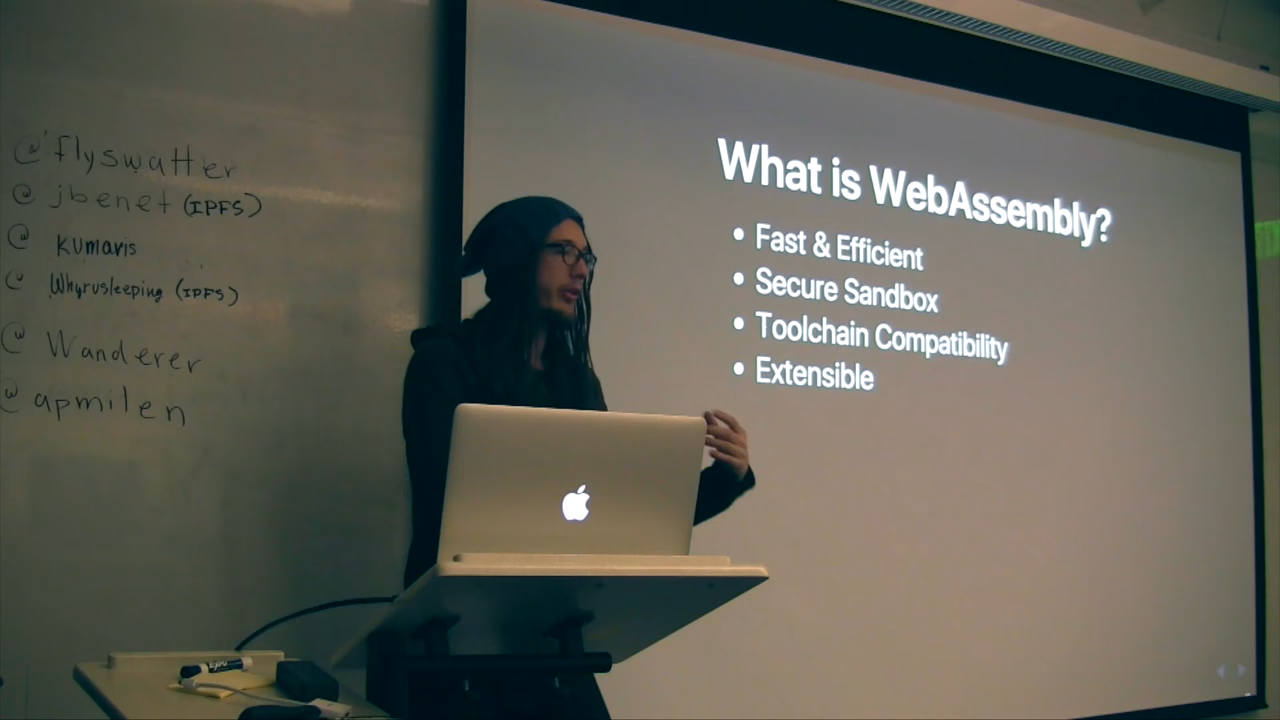 @flyswatter
@jbenet (IPFS)
@ kumavis
@ Whyrusleeping (IPFS)
@ Wanderer
@apmilen
What is WebAssembly?
• Fast & Efficient
• Secure Sandbox
• Toolchain Compatibility
• Extensible